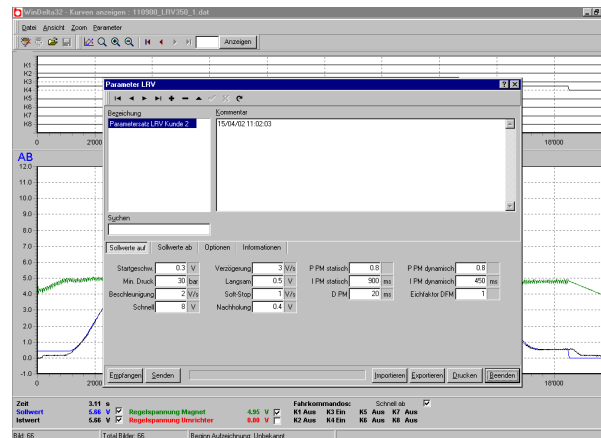 WinDelta32 - Kurven anzeigen : 110900_LRV350_1.dat
Datei Ansicht Zoom Parameter
Anzeigen
K1
K2
K3
K4
K5
K6
K7
K8
0 2'000 18'000
AB
12.0
11.0
10.0
9.0
8.0
7.0
6.0
5.0
4.0
3.0
2.0
1.0
0.0
-1.0
0 2'000 18'000
Parameter LRV
Bezeichung Kommentar
Parametersatz LRV Kunde 2 15/04/02 11:02:03
Suchen
Sollwerte auf Sollwerte ab Optionen Informationen
Startgeschw. 0.3 V Verzögerung 3 V/s P PM statisch 0.8 P PM dynamisch 0.8
Min. Druck 30 bar Langsam 0.5 V I PM statisch 900 ms I PM dynamisch 450 ms
Beschleunigung 2 V/s Soft-Stop 1 V/s D PM 20 ms Eichfaktor DFM 1
Schnell 8 V Nachholung 0.4 V
Empfangen Senden Importieren Exportieren Drucken Beenden
Zeit 3.11 s Fahrkommandos: Schnell ab
Sollwert 5.66 V Regelspannung Magnet 4.95 V K1 Aus K3 Ein K5 Aus K7 Aus
Istwert 5.66 V Regelspannung Umrichter 0.00 V K2 Aus K4 Ein K6 Aus K8 Aus
Bild: 66 Total Bilder: 66 Beginn Aufzeichnung: Unbekannt